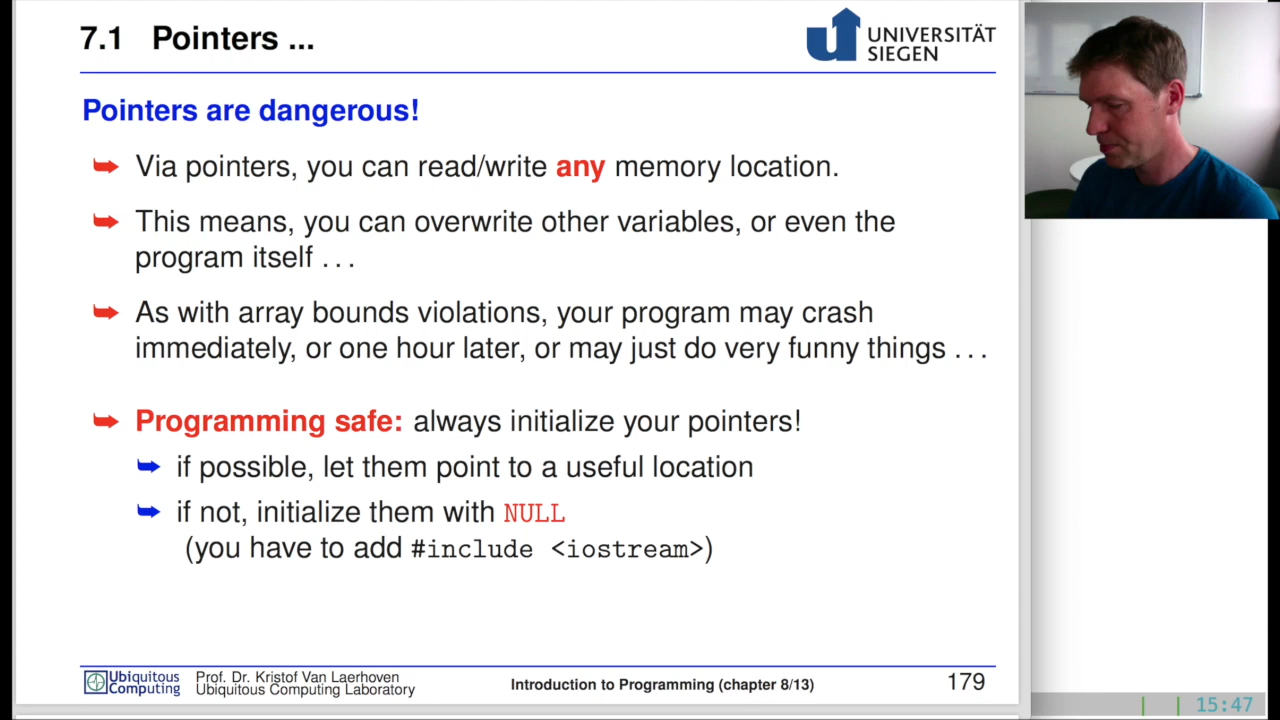 7.1 Pointers ...
UNIVERSITÄT
SIEGEN
Pointers are dangerous!
Via pointers, you can read/write any memory location.
This means, you can overwrite other variables, or even the
program itself . . .
As with array bounds violations, your program may crash
immediately, or one hour later, or may just do very funny things . . .
Programming safe: always initialize your pointers!
if possible, let them point to a useful location
if not, initialize them with NULL
(you have to add #include <iostream>)
Ubiquitous
Computing
Prof. Dr. Kristof Van Laerhoven
Ubiquitous Computing Laboratory
Introduction to Programming (chapter 8/13)
179
15:47